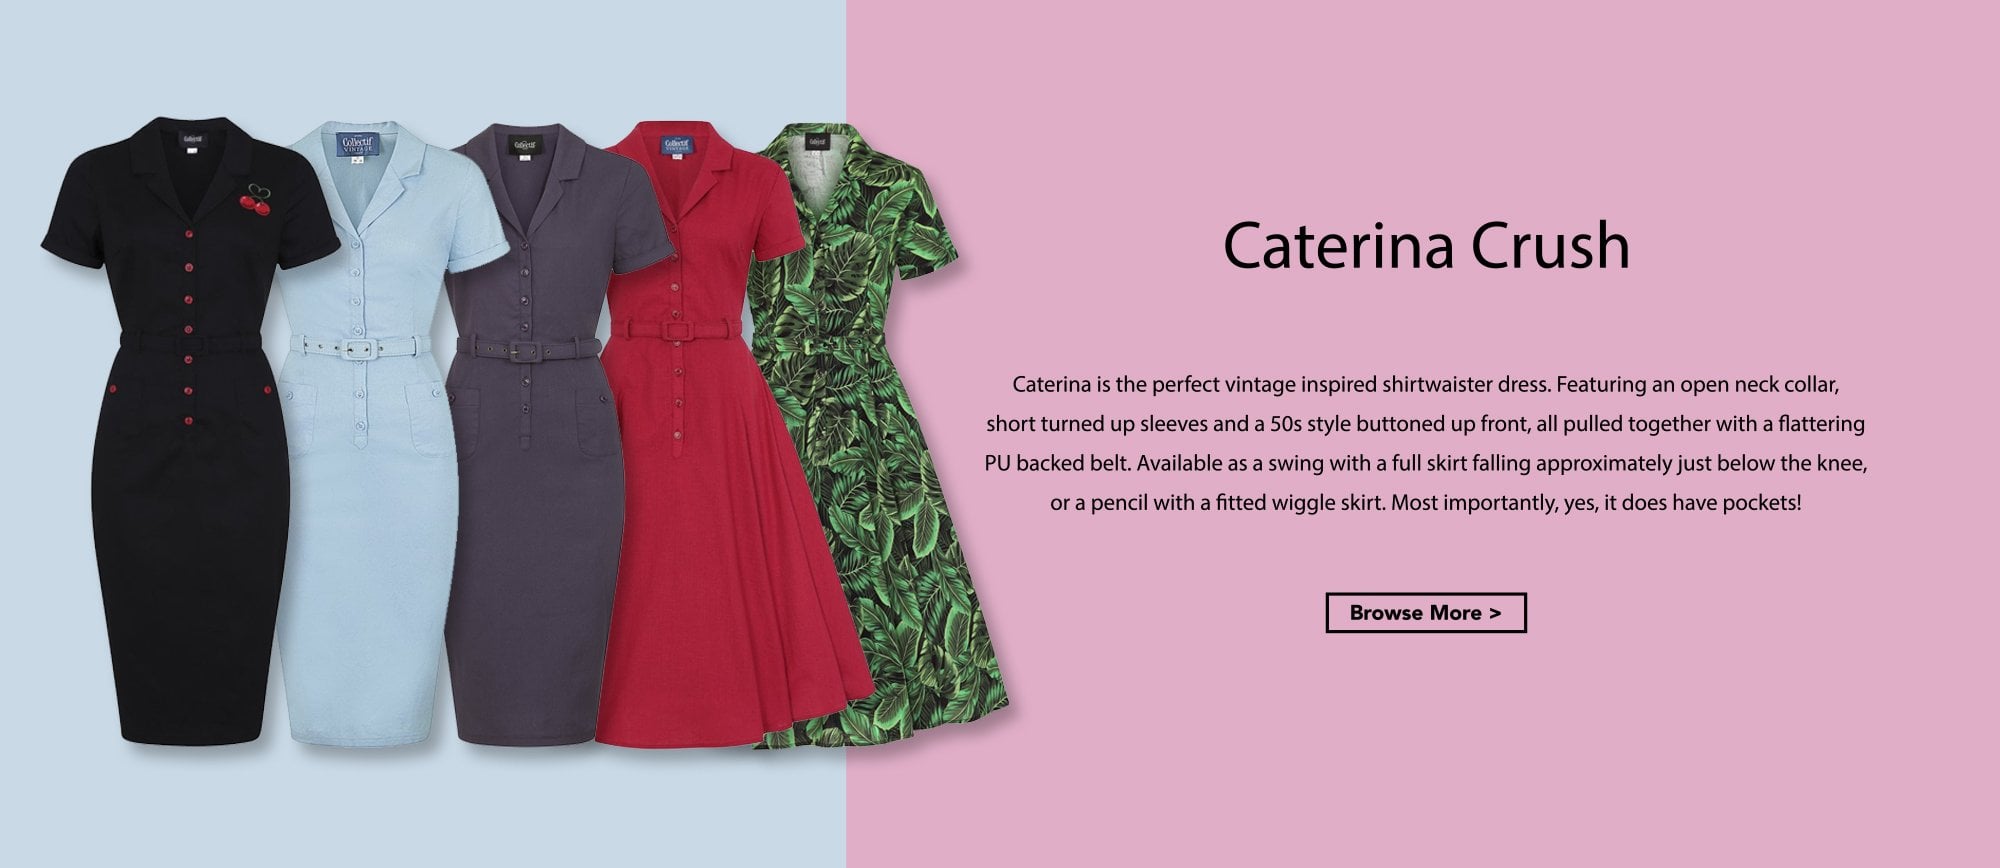 Collectif
Collectif
VINTAGE
Collectif
Collectif
VINTAGE
Collectif
Caterina Crush
Caterina is the perfect vintage inspired shirtwaister dress. Featuring an open neck collar,
short turned up sleeves and a 50s style buttoned up front, all pulled together with a flattering
PU backed belt. Available as a swing with a full skirt falling approximately just below the knee,
or a pencil with a fitted wiggle skirt. Most importantly, yes, it does have pockets!
Browse More >